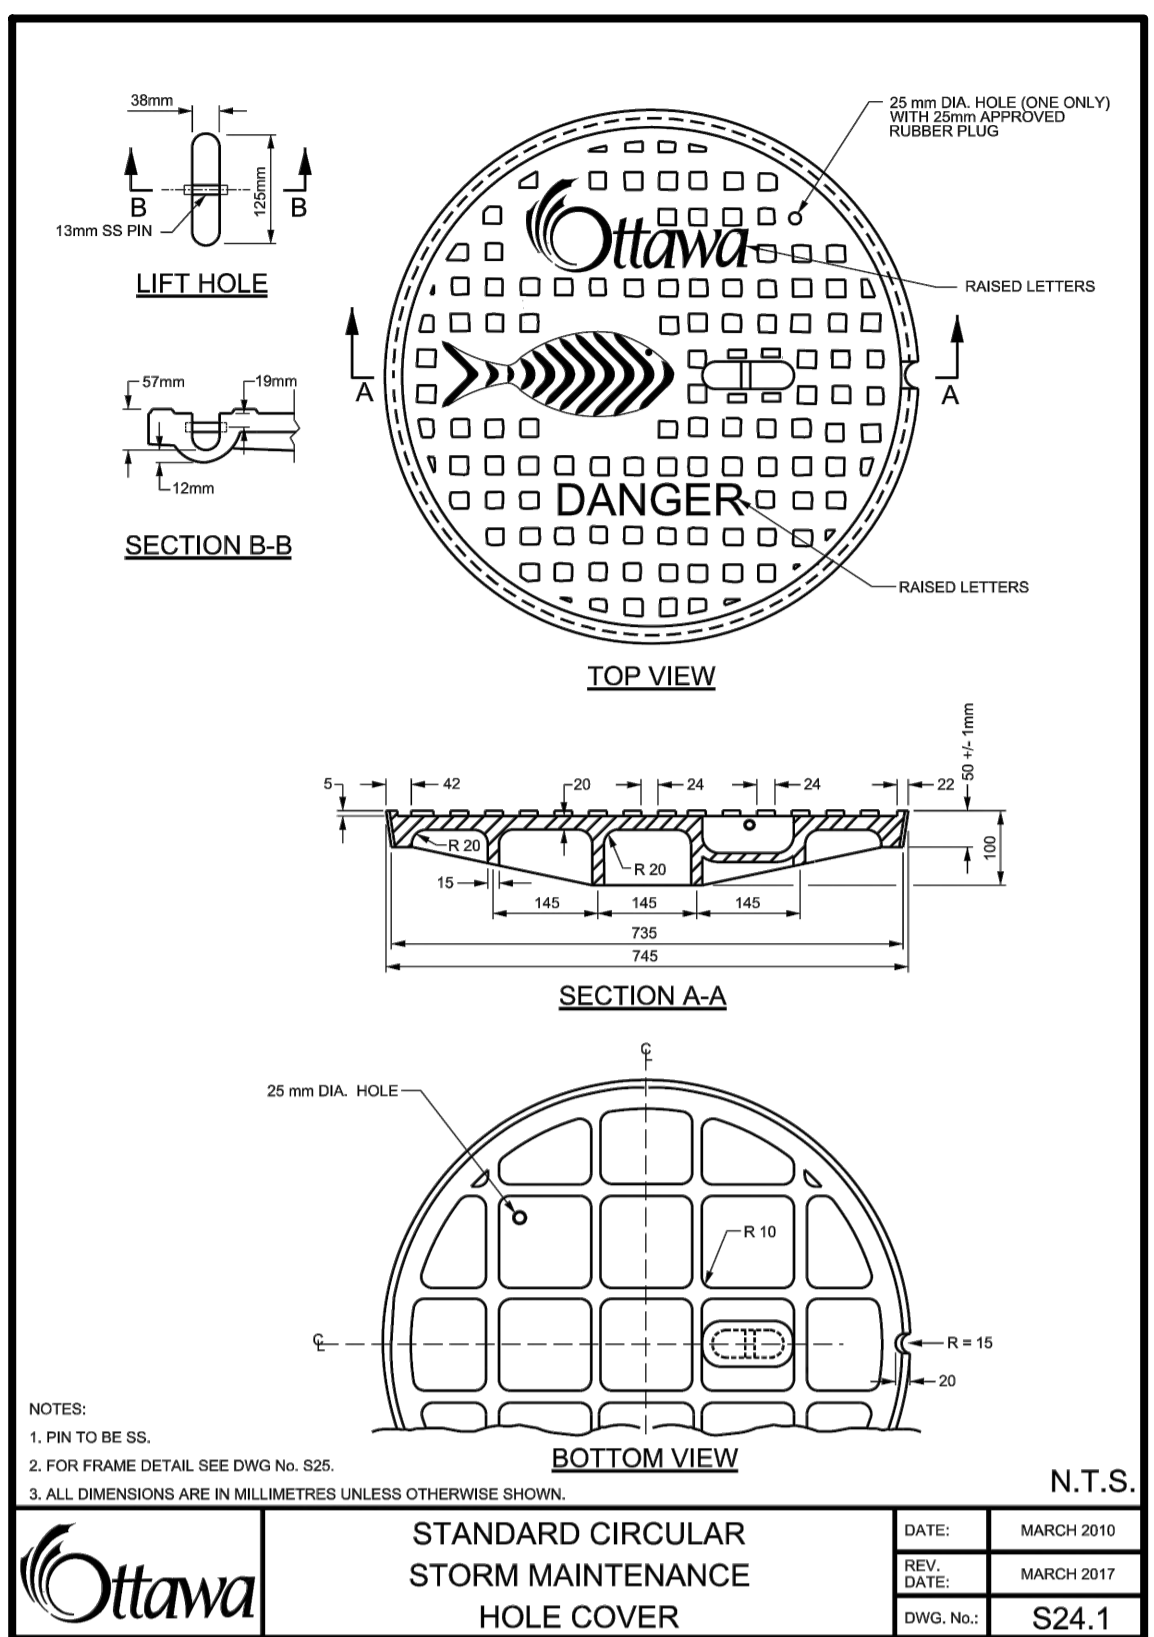 38mm
125mm
B
B
13mm SS PIN
LIFT HOLE
25 mm DIA. HOLE (ONE ONLY)
WITH 25mm APPROVED
RUBBER PLUG
Ottawa
RAISED LETTERS
A
A
57mm
19mm
12mm
SECTION B-B
DANGER
RAISED LETTERS
TOP VIEW
5
42
20
24
24
22
50 +/- 1mm
100
R 20
R 20
15
145
145
145
735
745
SECTION A-A
℄
25 mm DIA. HOLE
R 10
℄
R = 15
20
BOTTOM VIEW
NOTES:
1. PIN TO BE SS.
2. FOR FRAME DETAIL SEE DWG No. S25.
3. ALL DIMENSIONS ARE IN MILLIMETRES UNLESS OTHERWISE SHOWN.
N.T.S.
Ottawa
STANDARD CIRCULAR
STORM MAINTENANCE
HOLE COVER
DATE: MARCH 2010
REV.
DATE: MARCH 2017
DWG. No.: S24.1